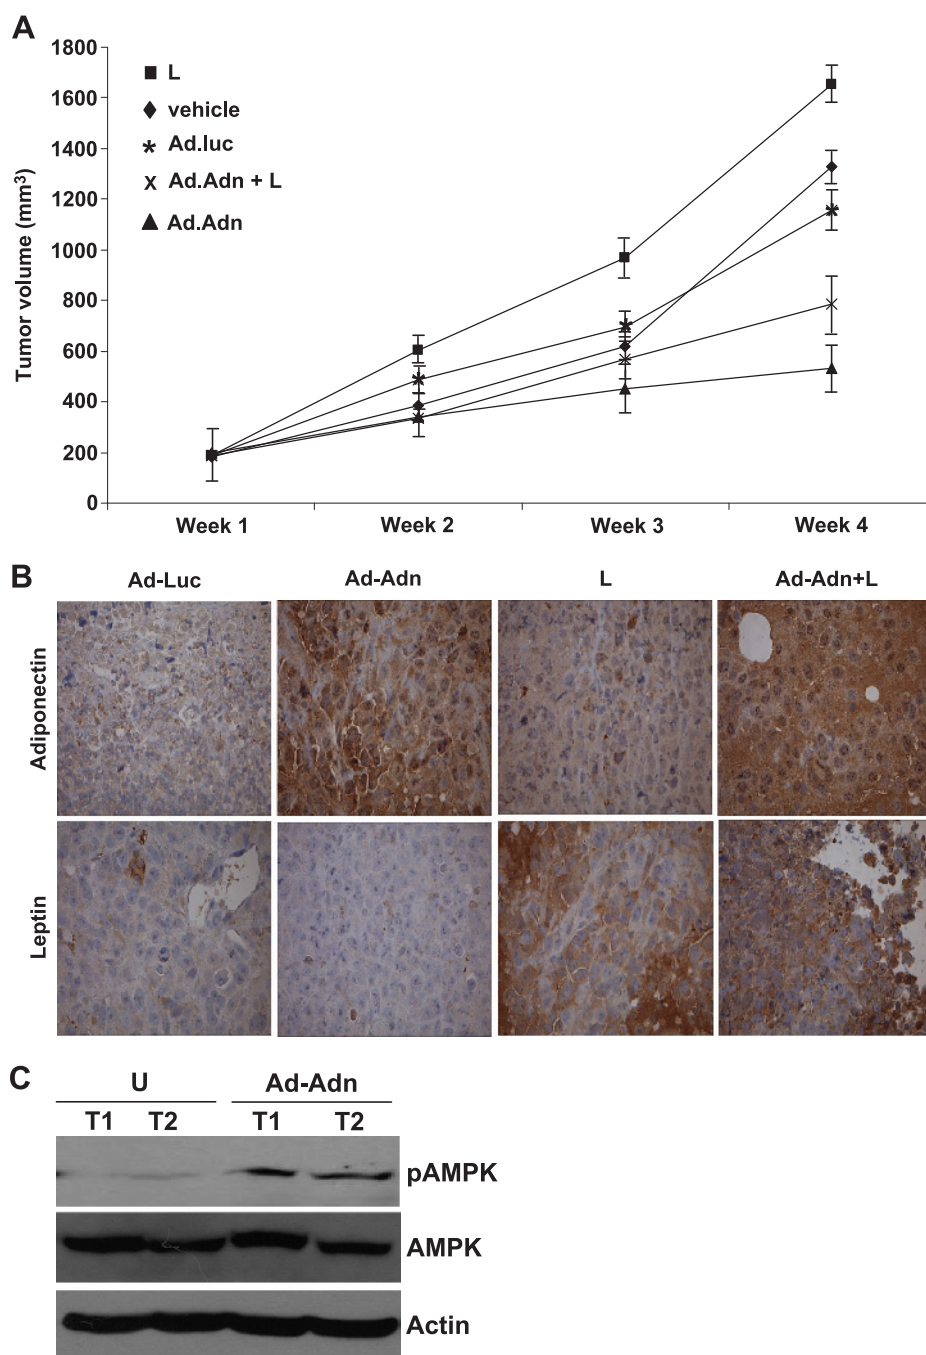 A
1800
1600
1400
1200
1000
800
600
400
200
0
Tumor volume (mm³)
L
vehicle
Ad.luc
Ad.Adn + L
Ad.Adn
Week 1 Week 2 Week 3 Week 4
B
Ad-Luc Ad-Adn L Ad-Adn+L
Adiponectin
Leptin
C
U Ad-Adn
T1 T2 T1 T2
pAMPK
AMPK
Actin